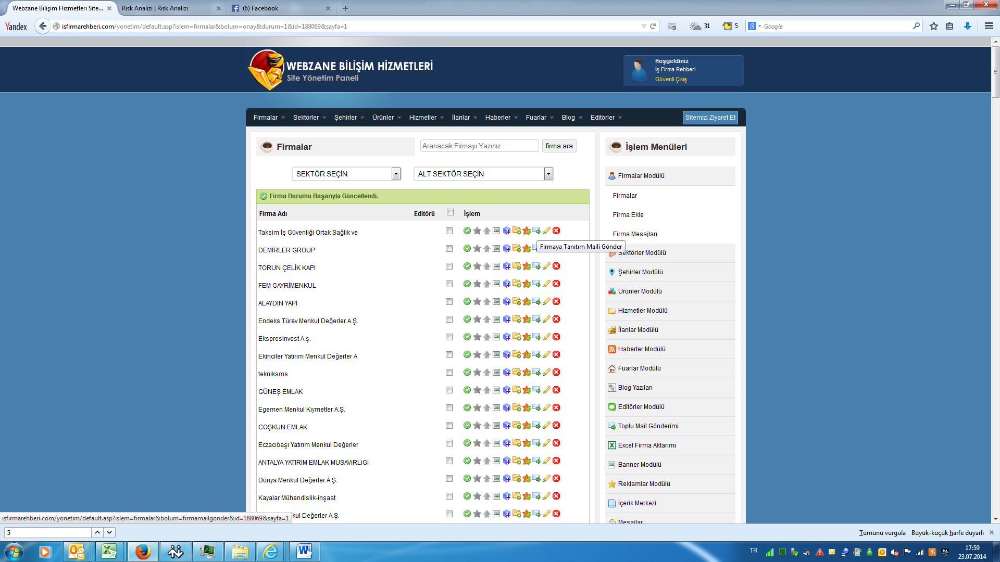 Webzane Bilişim Hizmetleri Site...
Risk Analizi | Risk Analizi
(6) Facebook
Yandex
isfirmarehberi.com/yonetim/default.asp?islem=firmalar&bolum=onay&durum=1&id=188069&sayfa=1
31
5
Google
WEBZANE BİLİŞİM HİZMETLERİ
Site Yönetim Paneli
Hoşgeldiniz
İş Firma Rehberi
Güvenli Çıkış
Firmalar
Sektörler
Şehirler
Ürünler
Hizmetler
İlanlar
Haberler
Fuarlar
Blog
Editörler
Sitemizi Ziyaret Et
Firmalar
Aranacak Firmayı Yazınız
firma ara
SEKTÖR SEÇİN
ALT SEKTÖR SEÇİN
Firma Durumu Başarıyla Güncellendi.
Firma Adı
Editörü
İşlem
Taksim İş Güvenliği Ortak Sağlık ve
Firmaya Tanıtım Maili Gönder
DEMİRLER GROUP
TORUN ÇELİK KAPI
FEM GAYRİMENKUL
ALAYDIN YAPI
Endeks Türev Menkul Değerler A.Ş.
Ekspresinvest A.ş.
Ekinciler Yatırım Menkul Değerler A
tekniksms
GÜNEŞ EMLAK
Egemen Menkul Kıymetler A.Ş.
COŞKUN EMLAK
Eczacıbaşı Yatırım Menkul Değerler
ANTALYA YATIRIM EMLAK MUSAViRLiGi
Dünya Menkul Değerler A.Ş.
Kayalar Mühendislik-inşaat
kul Değerler A.Ş.
İşlem Menüleri
Firmalar Modülü
Firmalar
Firma Ekle
Firma Mesajları
Sektörler Modülü
Şehirler Modülü
Ürünler Modülü
Hizmetler Modülü
İlanlar Modülü
Haberler Modülü
Fuarlar Modülü
Blog Yazıları
Editörler Modülü
Toplu Mail Gönderimi
Excel Firma Aktarımı
Banner Modülü
Reklamlar Modülü
İçerik Merkezi
Mesajlar
isfirmarehberi.com/yonetim/default.asp?islem=firmalar&bolum=firmamailgonder&id=188069&sayfa=1
5
Tümünü vurgula
Büyük-küçük harfe duyarlı
TR
17:59
23.07.2014